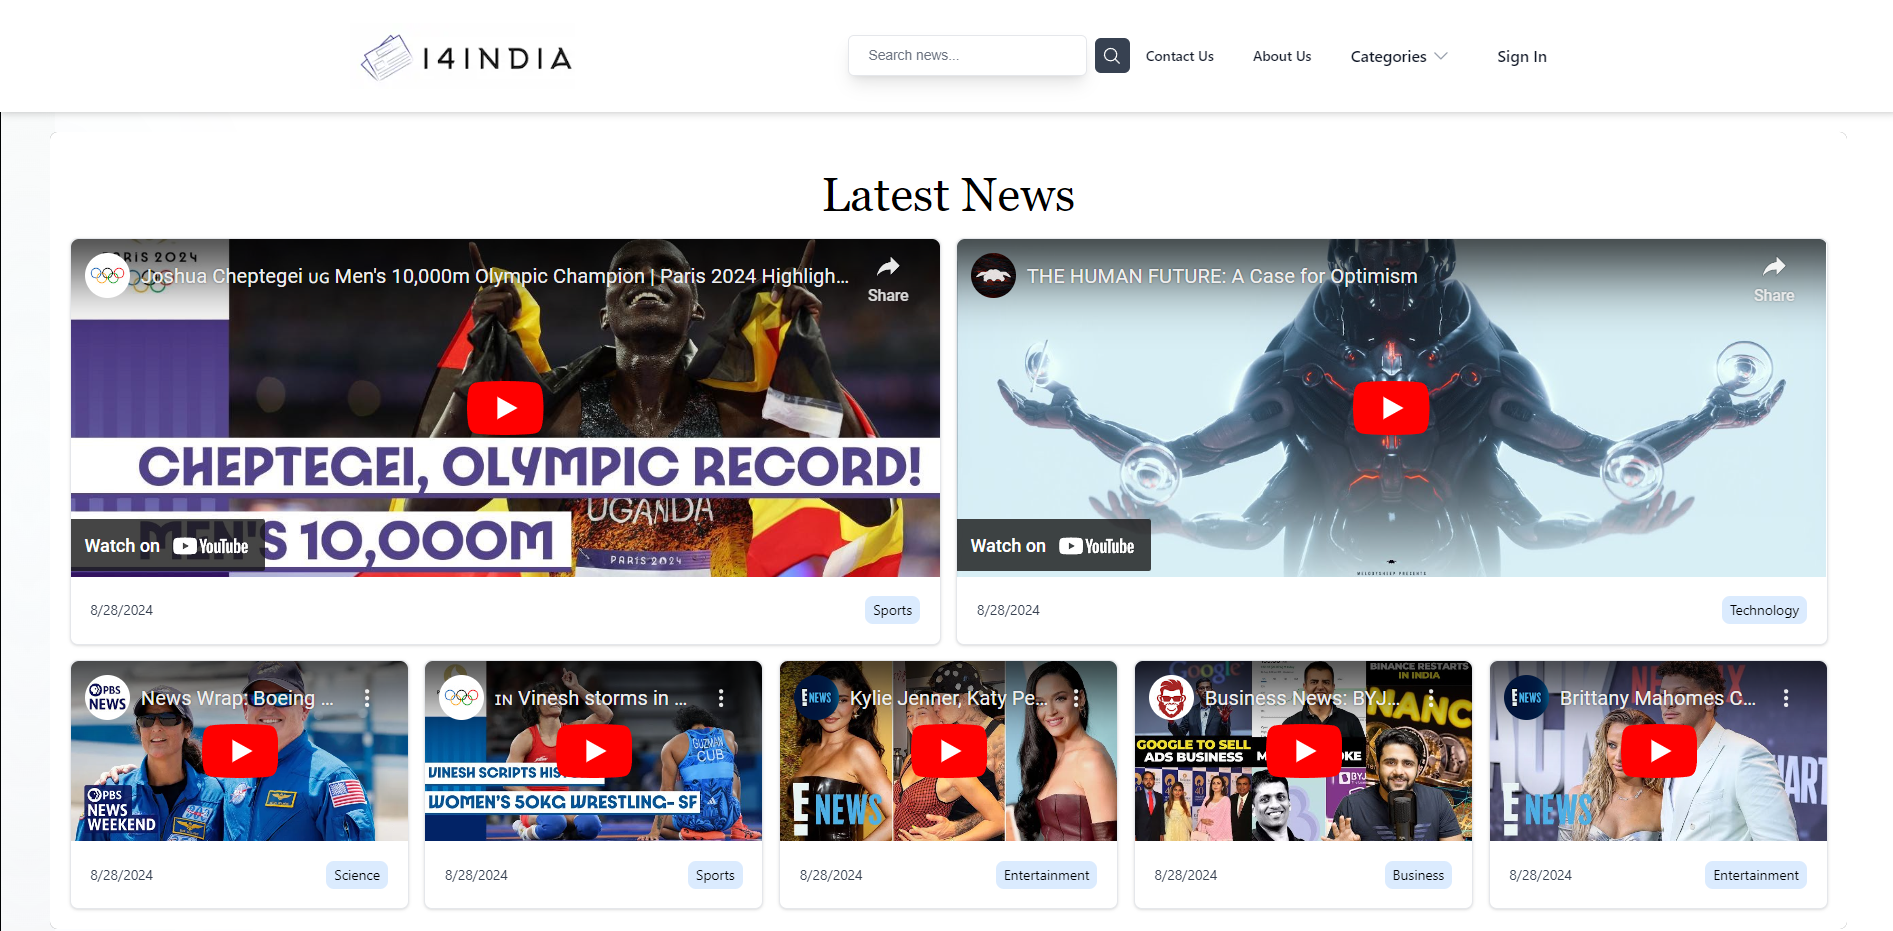 I4INDIA
Search news...
Contact Us
About Us
Categories
Sign In
Latest News
PARIS 2024
Joshua Cheptegei UG Men's 10,000m Olympic Champion | Paris 2024 Highligh...
Share
CHEPTEGEI, OLYMPIC RECORD!
UGANDA
MEN'S 10,000M
PARIS 2024
Watch on YouTube
8/28/2024
Sports
THE HUMAN FUTURE: A Case for Optimism
Share
Watch on YouTube
MELODYSHEEP PRESENTS
8/28/2024
Technology
PBS
NEWS
News Wrap: Boeing ...
PBS
NEWS
WEEKEND
8/28/2024
Science
IN Vinesh storms in ...
GUZMAN
CUB
VINESH SCRIPTS HIS
WOMEN'S 50KG WRESTLING- SF
8/28/2024
Sports
E NEWS
Kylie Jenner, Katy Pe...
E NEWS
8/28/2024
Entertainment
Google
BINANCE RESTARTS
IN INDIA
Business News: BYJ...
GOOGLE TO SELL
ADS BUSINESS
OKE
BYJ
8/28/2024
Business
E NEWS
Brittany Mahomes C...
E NEWS
8/28/2024
Entertainment